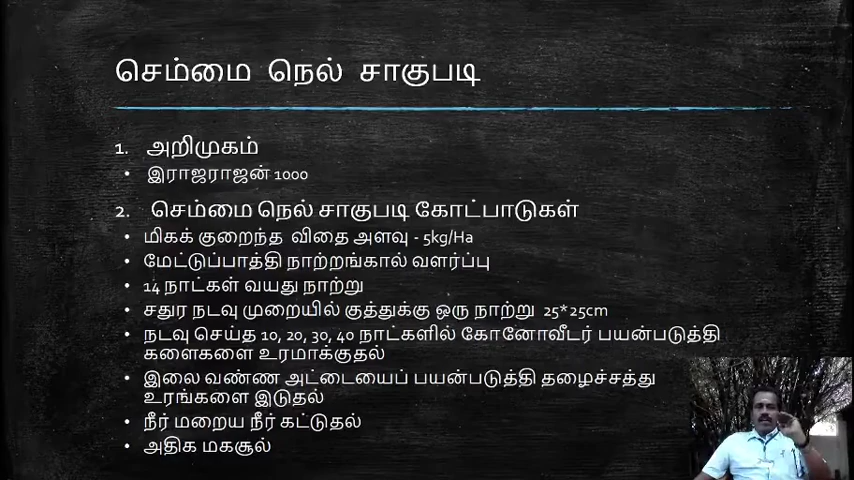 செம்மை நெல் சாகுபடி
1. அறிமுகம்
• இராஜராஜன் 1000
2. செம்மை நெல் சாகுபடி கோட்பாடுகள்
• மிகக் குறைந்த விதை அளவு - 5kg/Ha
• மேட்டுப்பாத்தி நாற்றங்கால் வளர்ப்பு
• 14 நாட்கள் வயது நாற்று
• சதுர நடவு முறையில் குத்துக்கு ஒரு நாற்று 25*25cm
• நடவு செய்த 10, 20, 30, 40 நாட்களில் கோனோவீடர் பயன்படுத்தி
களைகளை உரமாக்குதல்
• இலை வண்ண அட்டையைப் பயன்படுத்தி தழைச்சத்து
உரங்களை இடுதல்
• நீர் மறைய நீர் கட்டுதல்
• அதிக மகசூல்